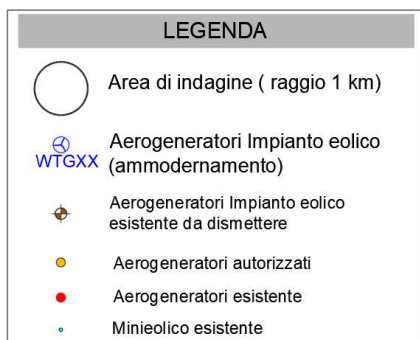 LEGENDA
Area di indagine ( raggio 1 km)
WTGXX
Aerogeneratori Impianto eolico
(ammodernamento)
Aerogeneratori Impianto eolico
esistente da dismettere
Aerogeneratori autorizzati
Aerogeneratori esistente
Minieolico esistente